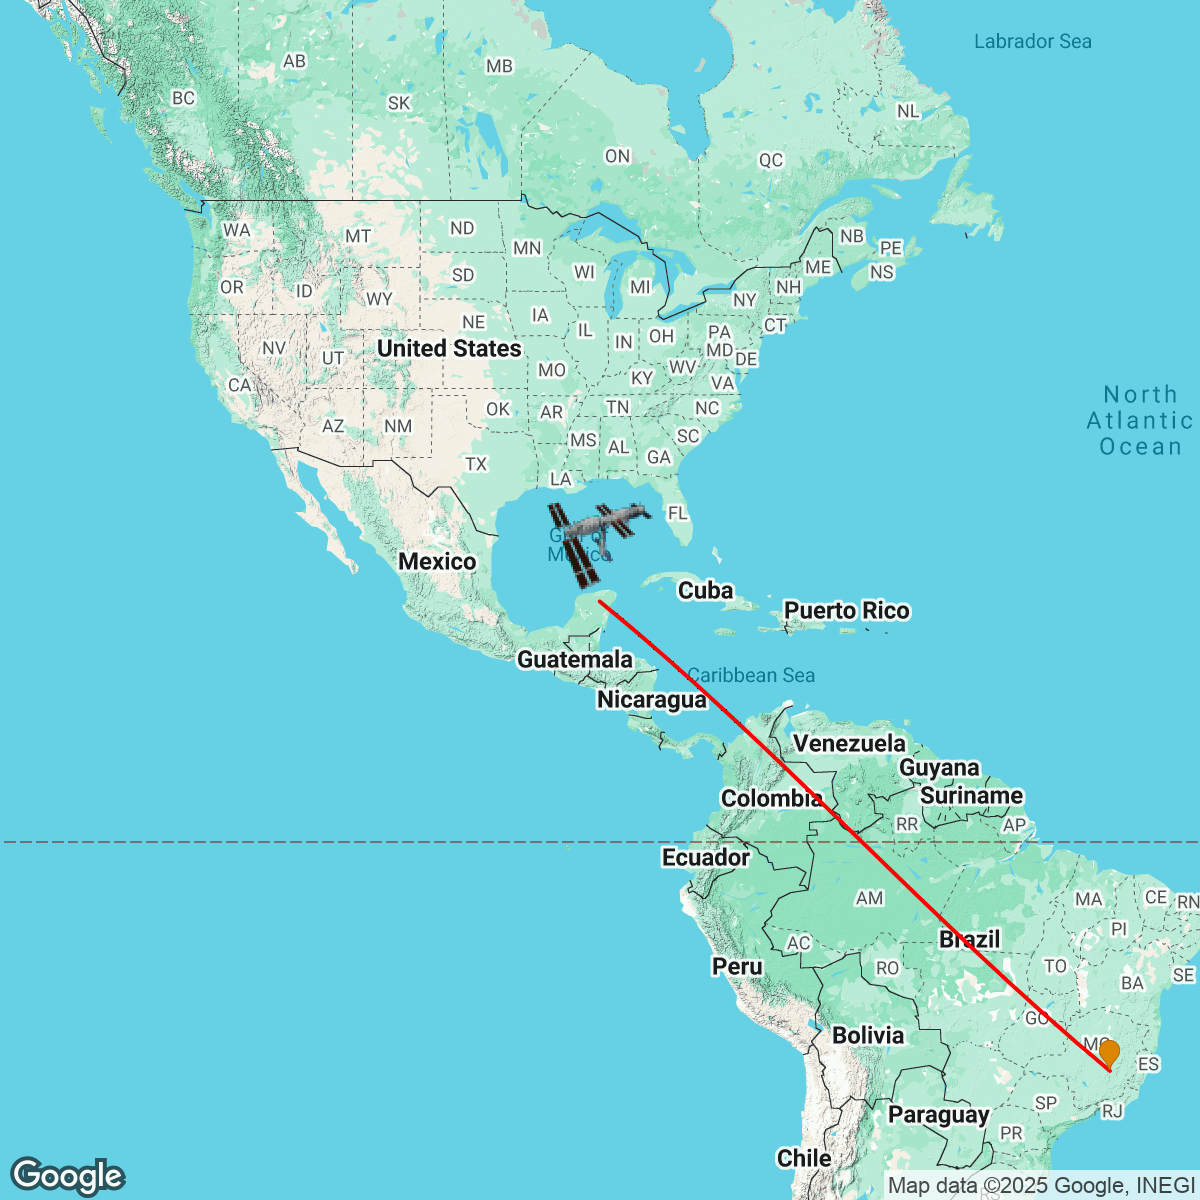 Labrador Sea
AB
MB
BC
SK
NL
ON
QC
WA
MT
ND
MN
NB
PE
OR
ID
WY
SD
WI
MI
ME
NS
NY
NH
NE
IA
IL
IN
OH
PA
CT
NV
UT
United States
MO
KY
WV
MD
DE
VA
CA
AZ
NM
OK
AR
TN
NC
North
Atlantic
Ocean
MS
AL
GA
SC
TX
LA
FL
Gulf of
Mexico
Mexico
Cuba
Puerto Rico
Guatemala
Caribbean Sea
Nicaragua
Venezuela
Guyana
Colombia
Suriname
RR
AP
Ecuador
AM
MA
CE
RN
PI
AC
Brazil
Peru
RO
TO
BA
SE
GO
Bolivia
MG
ES
SP
RJ
Paraguay
PR
Chile
Google
Map data ©2025 Google, INEGI